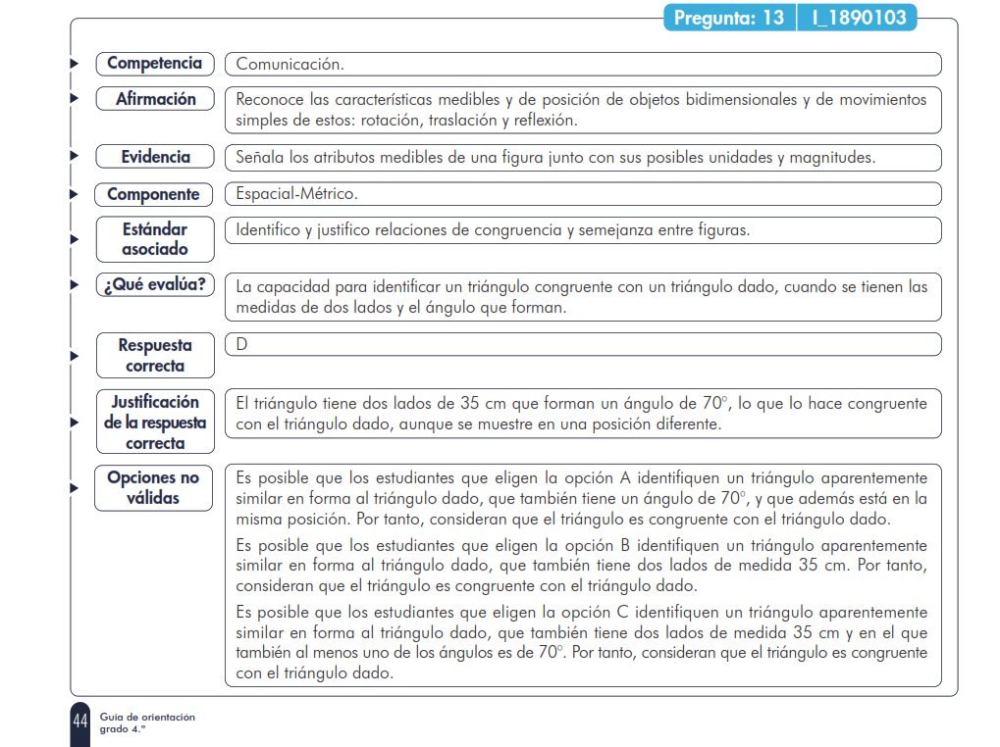 Pregunta: 13 I_1890103
Competencia
Comunicación.
Afirmación
Reconoce las características medibles y de posición de objetos bidimensionales y de movimientos
simples de estos: rotación, traslación y reflexión.
Evidencia
Señala los atributos medibles de una figura junto con sus posibles unidades y magnitudes.
Componente
Espacial-Métrico.
Estándar
asociado
Identifico y justifico relaciones de congruencia y semejanza entre figuras.
¿Qué evalúa?
La capacidad para identificar un triángulo congruente con un triángulo dado, cuando se tienen las
medidas de dos lados y el ángulo que forman.
Respuesta
correcta
D
Justificación
de la respuesta
correcta
El triángulo tiene dos lados de 35 cm que forman un ángulo de 70°, lo que lo hace congruente
con el triángulo dado, aunque se muestre en una posición diferente.
Opciones no
válidas
Es posible que los estudiantes que eligen la opción A identifiquen un triángulo aparentemente
similar en forma al triángulo dado, que también tiene un ángulo de 70°, y que además está en la
misma posición. Por tanto, consideran que el triángulo es congruente con el triángulo dado.
Es posible que los estudiantes que eligen la opción B identifiquen un triángulo aparentemente
similar en forma al triángulo dado, que también tiene dos lados de medida 35 cm. Por tanto,
consideran que el triángulo es congruente con el triángulo dado.
Es posible que los estudiantes que eligen la opción C identifiquen un triángulo aparentemente
similar en forma al triángulo dado, que también tiene dos lados de medida 35 cm y en el que
también al menos uno de los ángulos es de 70°. Por tanto, consideran que el triángulo es congruente
con el triángulo dado.
44
Guía de orientación
grado 4.º